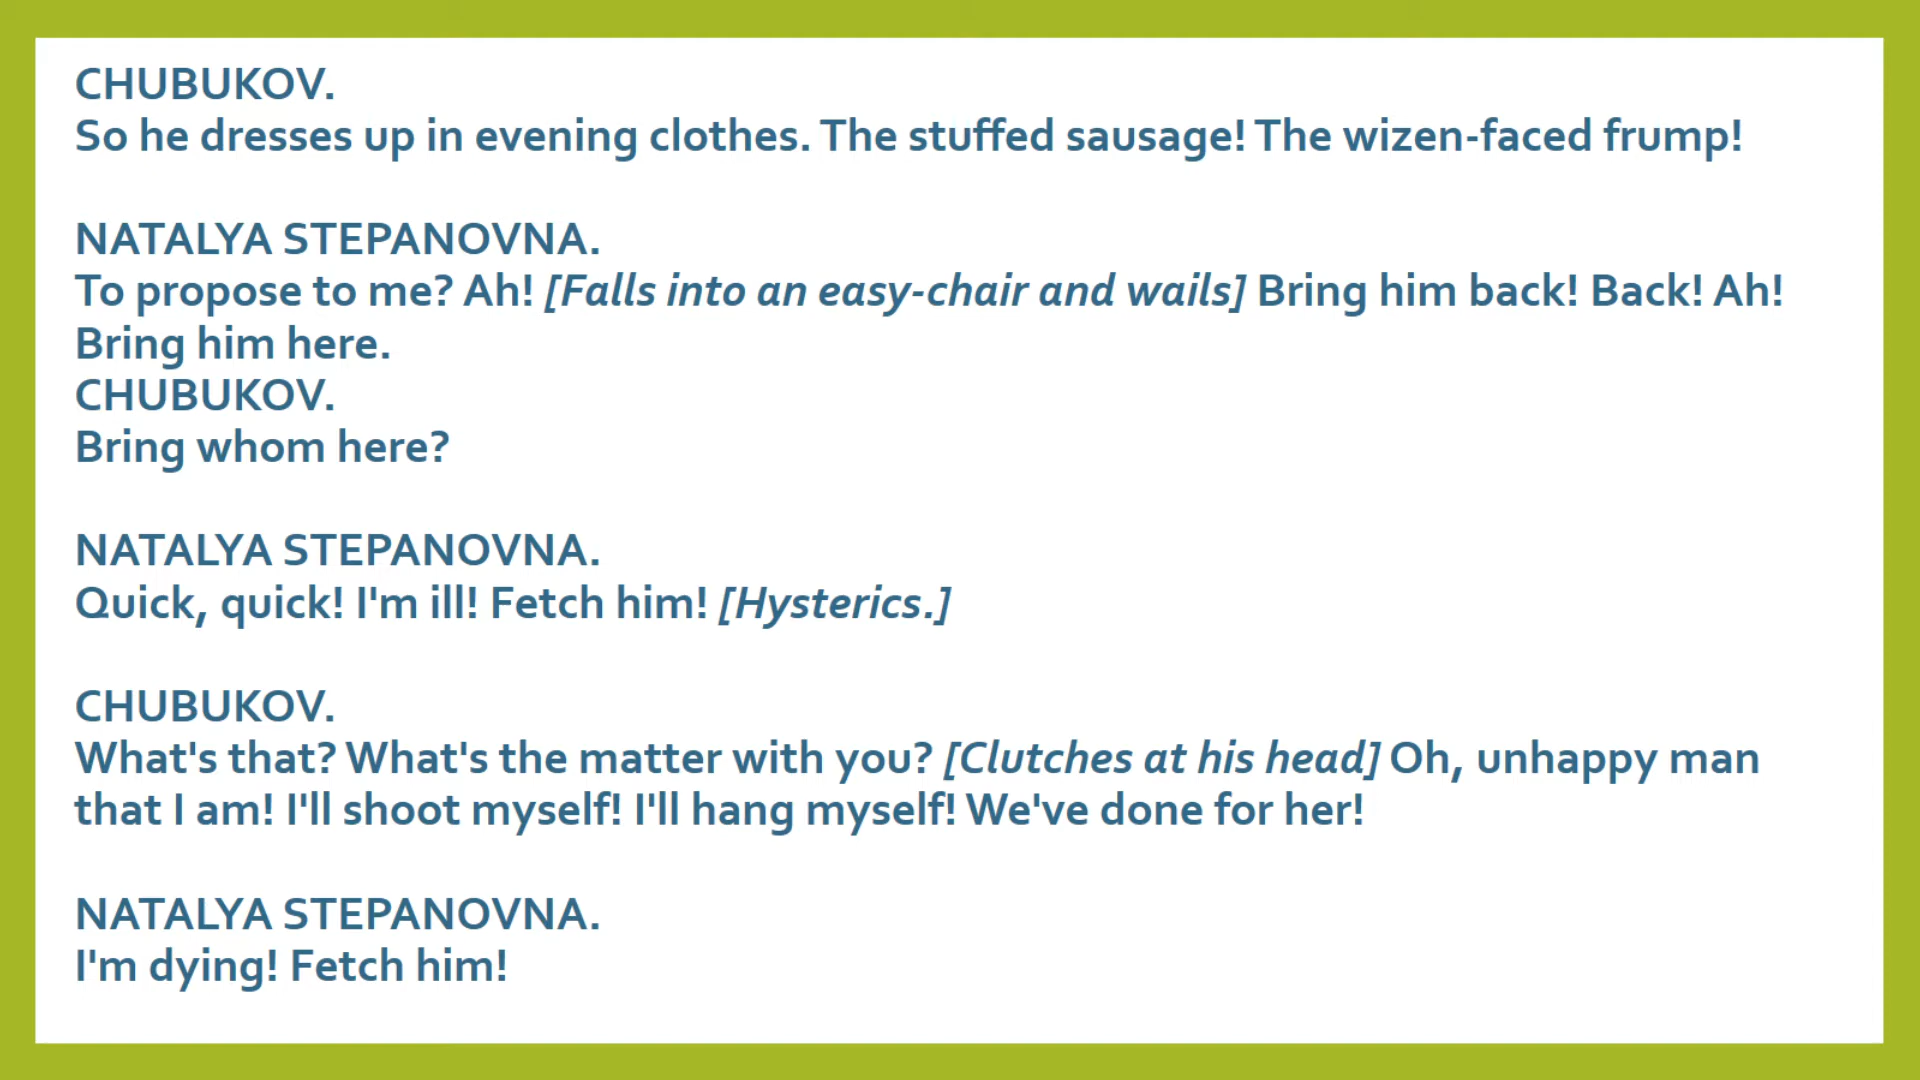 CHUBUKOV.
So he dresses up in evening clothes. The stuffed sausage! The wizen-faced frump!
NATALYA STEPANOVNA.
To propose to me? Ah! [Falls into an easy-chair and wails] Bring him back! Back! Ah!
Bring him here.
CHUBUKOV.
Bring whom here?
NATALYA STEPANOVNA.
Quick, quick! I'm ill! Fetch him! [Hysterics.]
CHUBUKOV.
What's that? What's the matter with you? [Clutches at his head] Oh, unhappy man
that I am! I'll shoot myself! I'll hang myself! We've done for her!
NATALYA STEPANOVNA.
I'm dying! Fetch him!